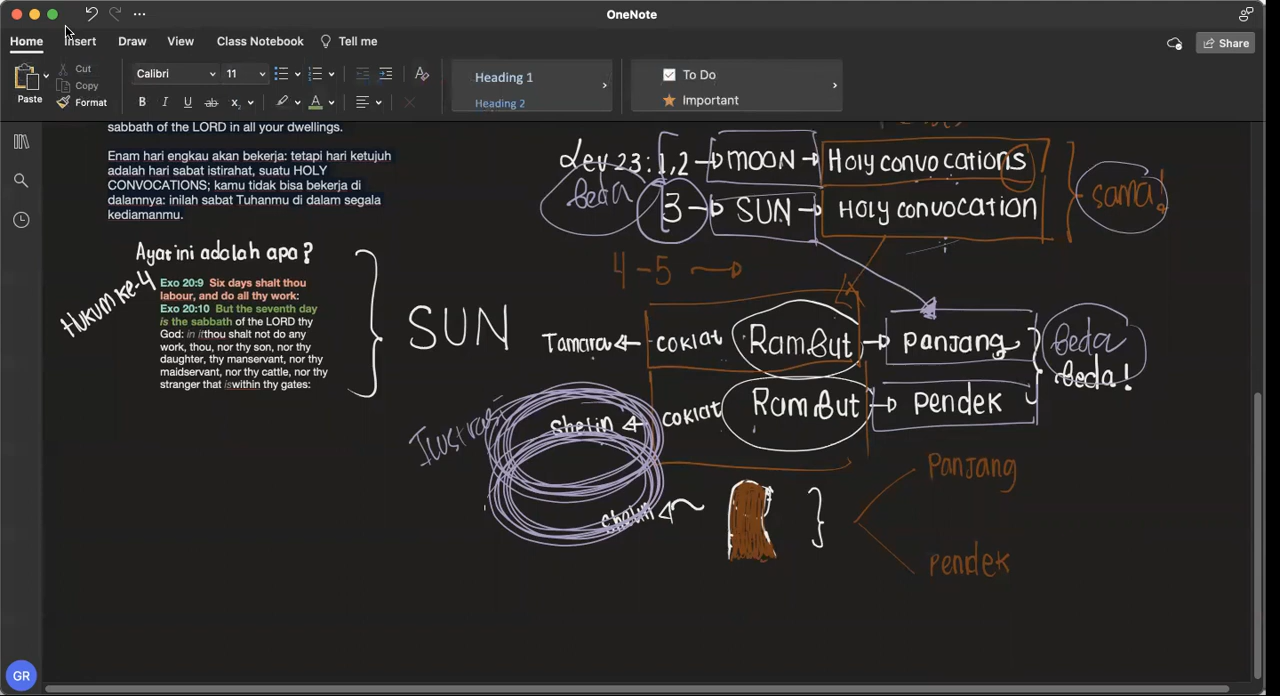 OneNote
Home Insert Draw View Class Notebook Tell me
Share
Paste
Cut
Copy
Format
Calibri 11
B I U ab x
A
Heading 1
Heading 2
To Do
Important
sabbath of the LORD in all your dwellings.
Enam hari engkau akan bekerja: tetapi hari ketujuh
adalah hari sabat istirahat, suatu HOLY
CONVOCATIONS; kamu tidak bisa bekerja di
dalamnya: inilah sabat Tuhanmu di dalam segala
kediamanmu.
Ayat ini adalah apa?
Hukum ke-4
Exo 20:9 Six days shalt thou
labour, and do all thy work:
Exo 20:10 But the seventh day
is the sabbath of the LORD thy
God: in itthou shalt not do any
work, thou, nor thy son, nor thy
daughter, thy manservant, nor thy
maidservant, nor thy cattle, nor thy
stranger that iswithin thy gates:
SUN
Lev 23:1,2 MOON Holy convocations
beda 3 SUN Holy convocation
sama!
4-5
Tamara coklat Rambut Panjang
beda
beda!
shelin coklat Rambut Pendek
Ilustrasi
shelin
Panjang
Pendek
GR